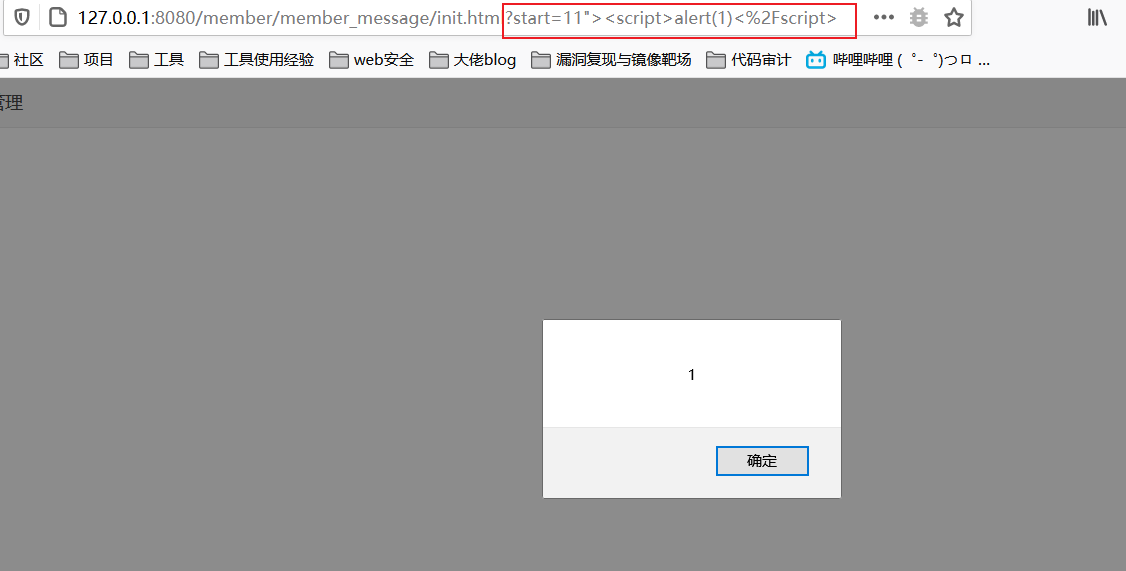 127.0.0.1:8080/member/member_message/init.htm?start=11"><script>alert(1)<%2Fscript>
社区 项目 工具 工具使用经验 web安全 大佬blog 漏洞复现与镜像靶场 代码审计 哔哩哔哩 ( ゜- ゜)つロ ...
管理
1
确定